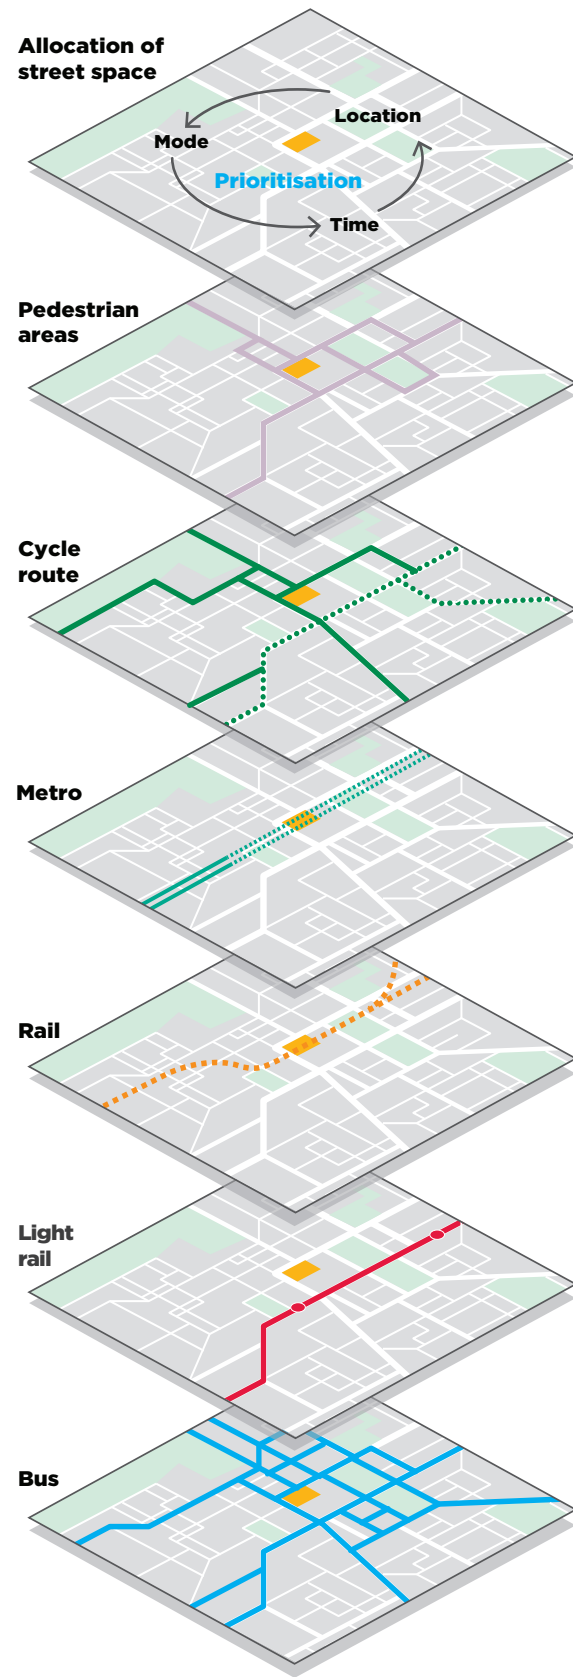 Allocation of
street space
Location
Mode
Prioritisation
Time
Pedestrian
areas
Cycle
route
Metro
Rail
Light
rail
Bus